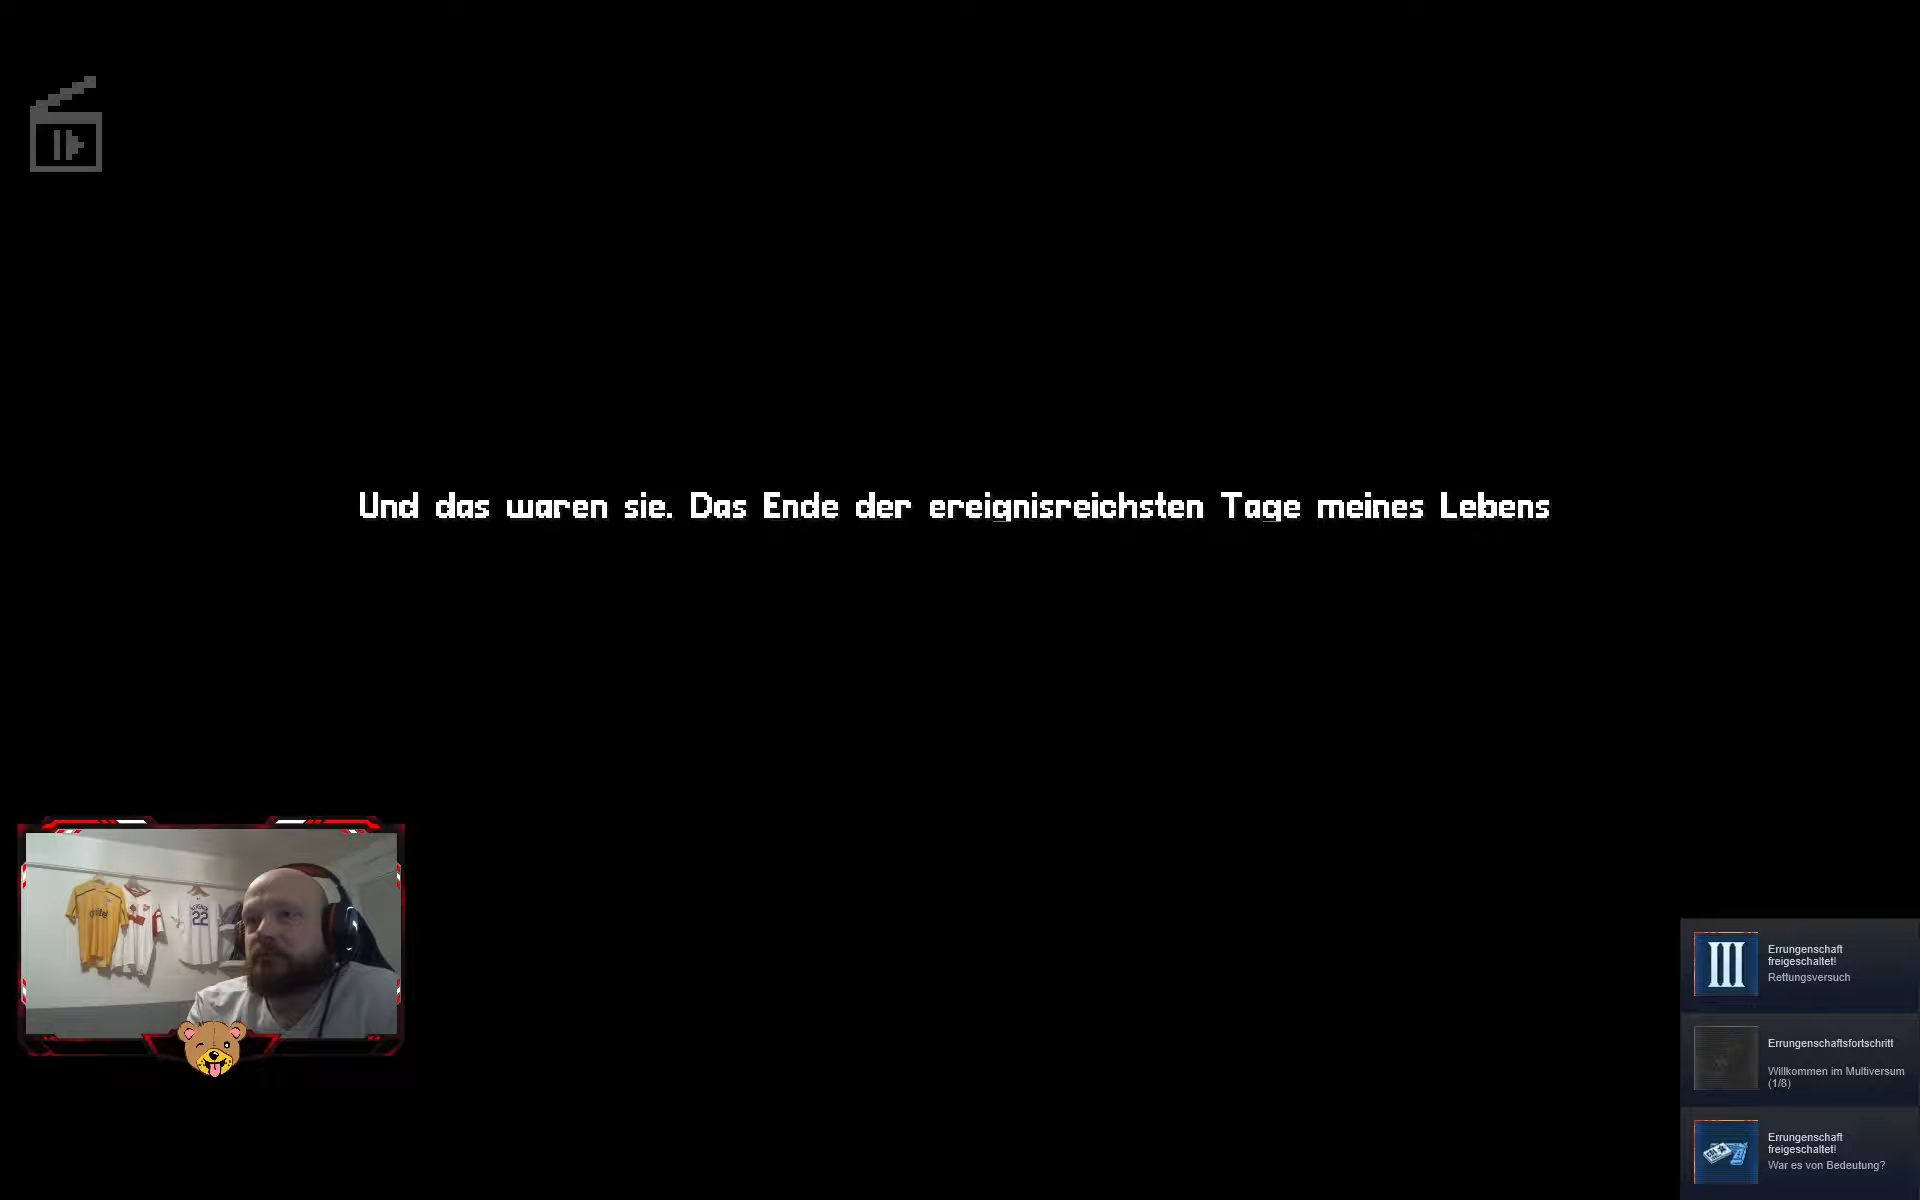 Und das waren sie. Das Ende der ereignisreichsten Tage meines Lebens
22
Errungenschaft
freigeschaltet!
Rettungsversuch
Errungenschaftsfortschritt
Willkommen im Multiversum
(1/8)
Errungenschaft
freigeschaltet!
War es von Bedeutung?